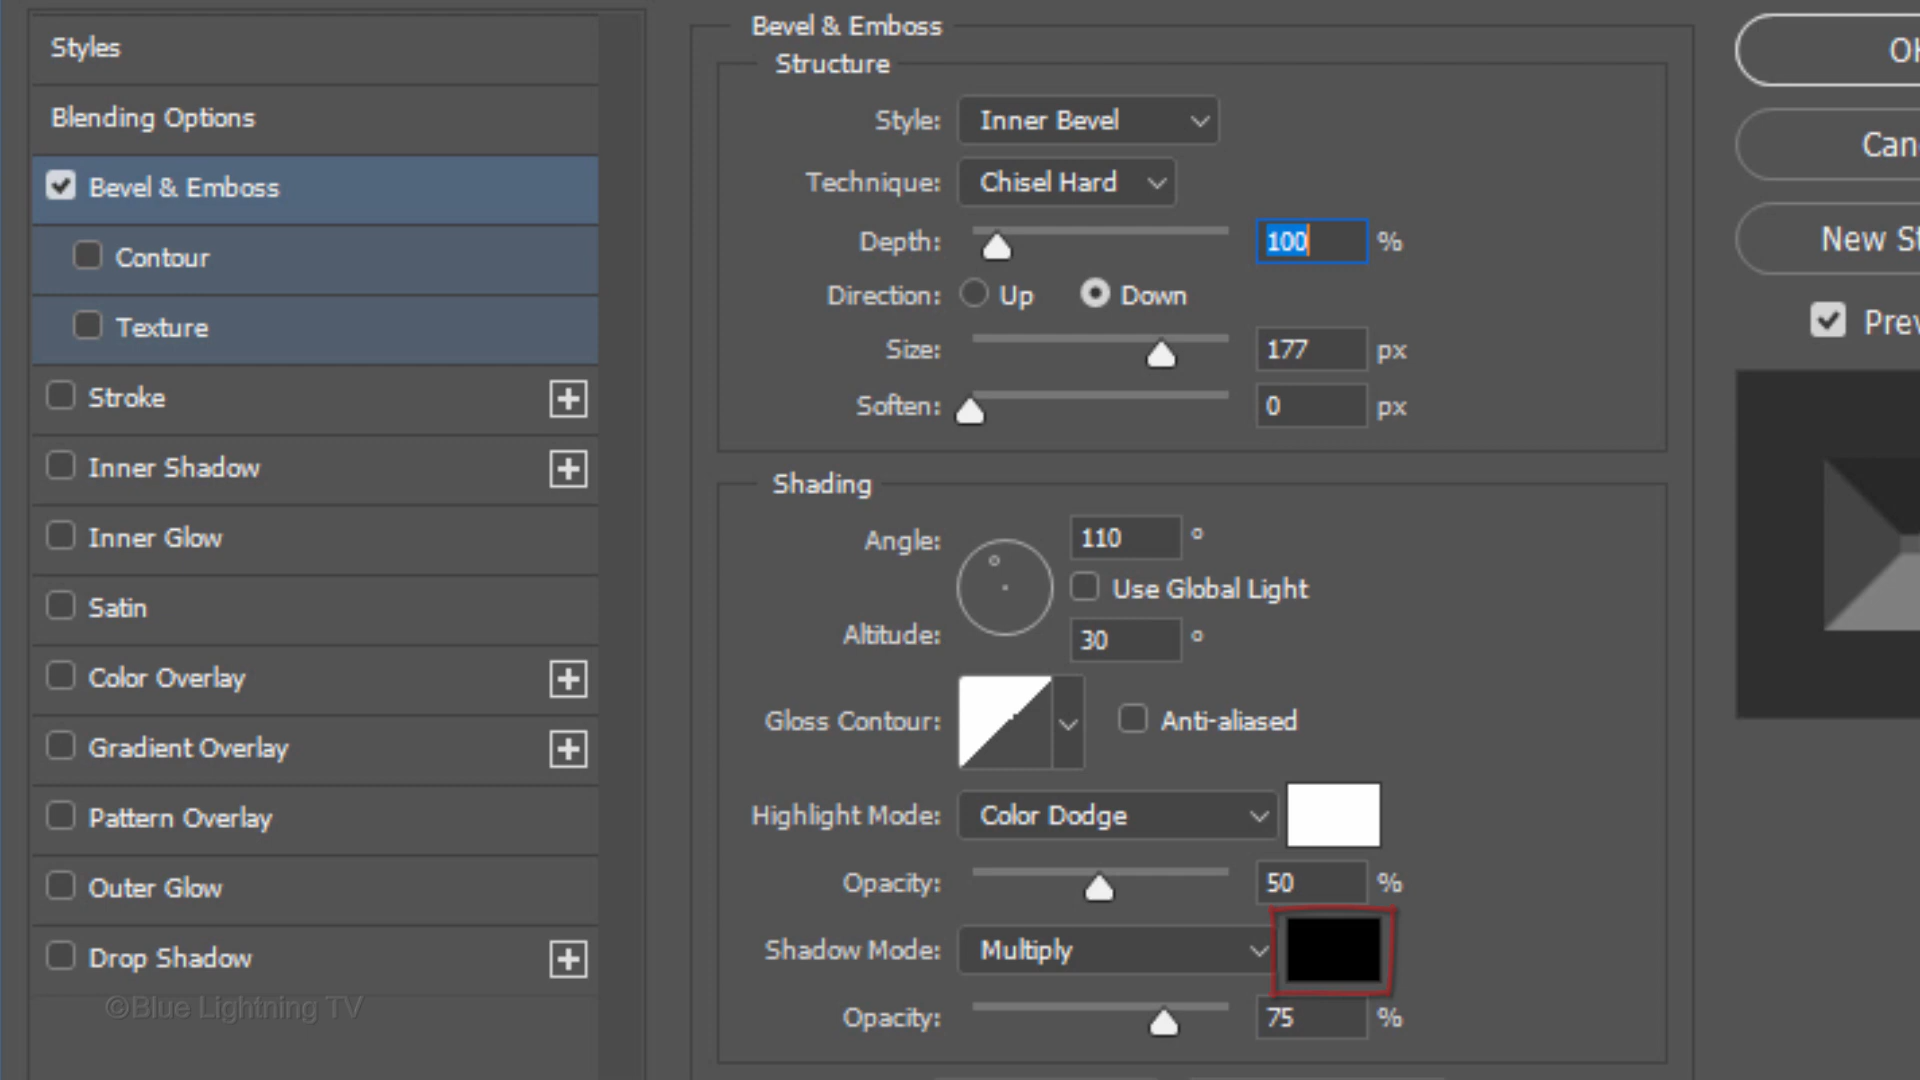 Styles
Blending Options
Bevel & Emboss
Contour
Texture
Stroke
Inner Shadow
Inner Glow
Satin
Color Overlay
Gradient Overlay
Pattern Overlay
Outer Glow
Drop Shadow
©Blue Lightning TV
Bevel & Emboss
Structure
Style: Inner Bevel
Technique: Chisel Hard
Depth: 100 %
Direction: Up Down
Size: 177 px
Soften: 0 px
Shading
Angle: 110 °
Use Global Light
Altitude: 30 °
Gloss Contour: Anti-aliased
Highlight Mode: Color Dodge
Opacity: 50 %
Shadow Mode: Multiply
Opacity: 75 %
New